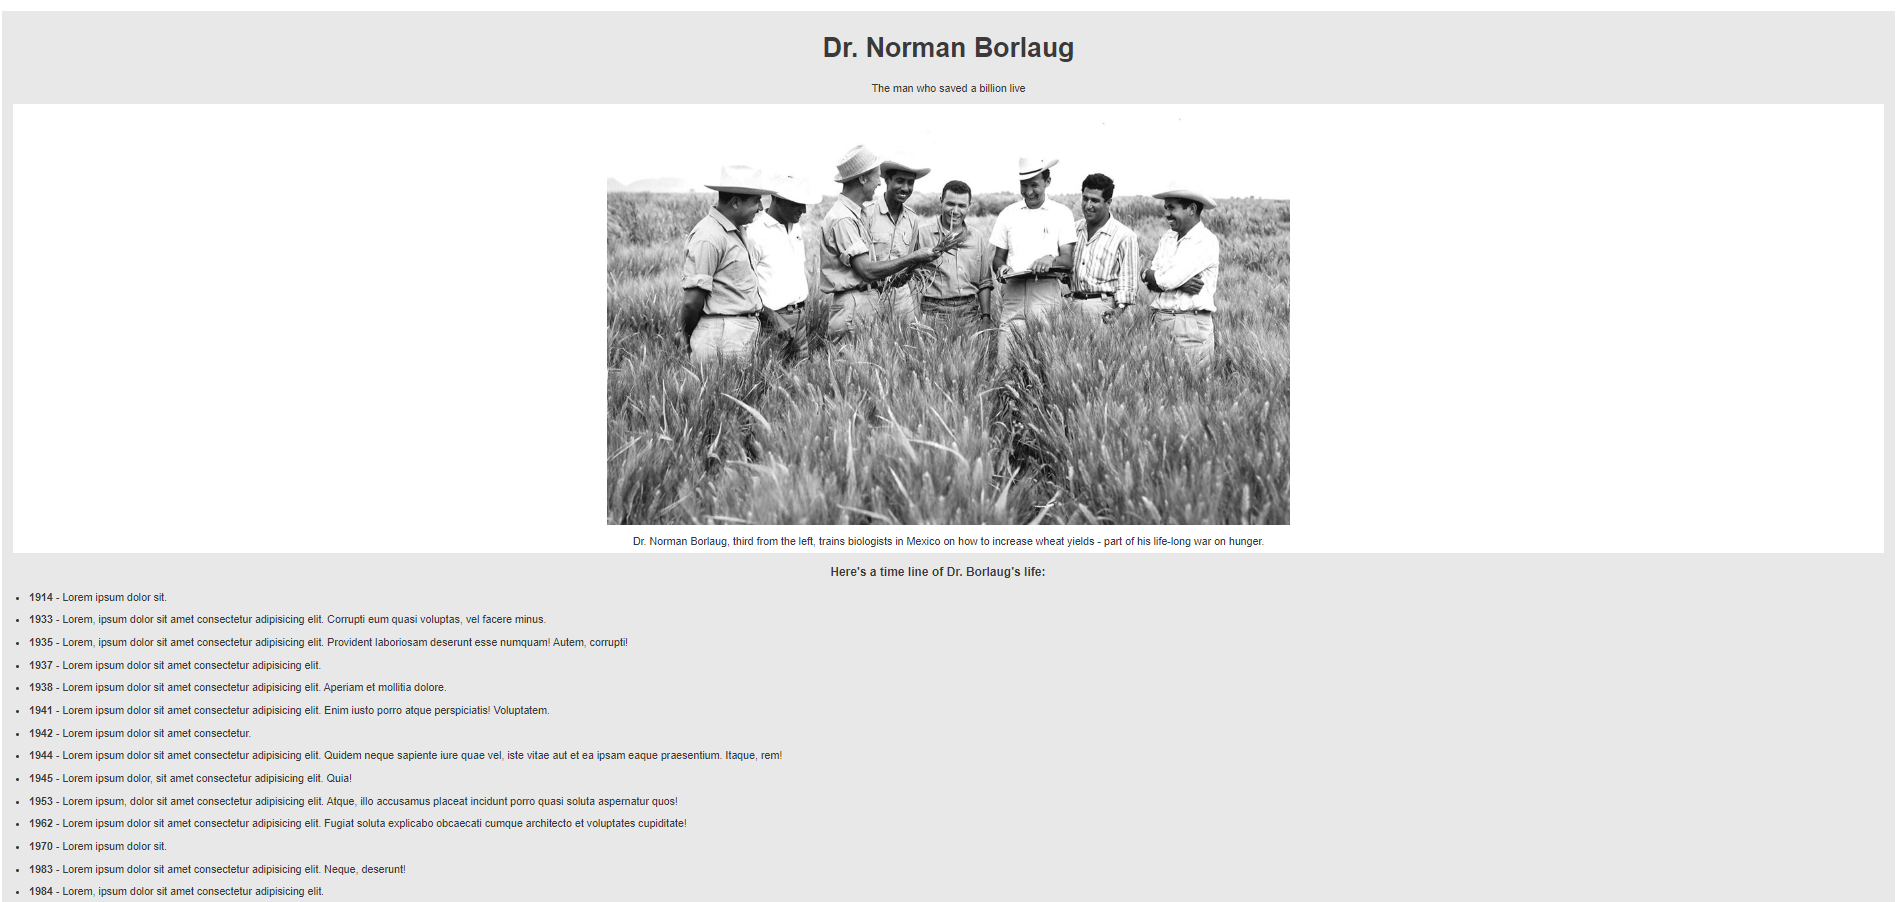 Dr. Norman Borlaug
The man who saved a billion live
Dr. Norman Borlaug, third from the left, trains biologists in Mexico on how to increase wheat yields - part of his life-long war on hunger.
Here's a time line of Dr. Borlaug's life:
• 1914 - Lorem ipsum dolor sit.
• 1933 - Lorem, ipsum dolor sit amet consectetur adipisicing elit. Corrupti eum quasi voluptas, vel facere minus.
• 1935 - Lorem, ipsum dolor sit amet consectetur adipisicing elit. Provident laboriosam deserunt esse numquam! Autem, corrupti!
• 1937 - Lorem ipsum dolor sit amet consectetur adipisicing elit.
• 1938 - Lorem ipsum dolor sit amet consectetur adipisicing elit. Aperiam et mollitia dolore.
• 1941 - Lorem ipsum dolor sit amet consectetur adipisicing elit. Enim iusto porro atque perspiciatis! Voluptatem.
• 1942 - Lorem ipsum dolor sit amet consectetur.
• 1944 - Lorem ipsum dolor sit amet consectetur adipisicing elit. Quidem neque sapiente iure quae vel, iste vitae aut et ea ipsam eaque praesentium. Itaque, rem!
• 1945 - Lorem ipsum dolor, sit amet consectetur adipisicing elit. Quia!
• 1953 - Lorem ipsum, dolor sit amet consectetur adipisicing elit. Atque, illo accusamus placeat incidunt porro quasi soluta aspernatur quos!
• 1962 - Lorem ipsum dolor sit amet consectetur adipisicing elit. Fugiat soluta explicabo obcaecati cumque architecto et voluptates cupiditate!
• 1970 - Lorem ipsum dolor sit.
• 1983 - Lorem ipsum dolor sit amet consectetur adipisicing elit. Neque, deserunt!
• 1984 - Lorem, ipsum dolor sit amet consectetur adipisicing elit.